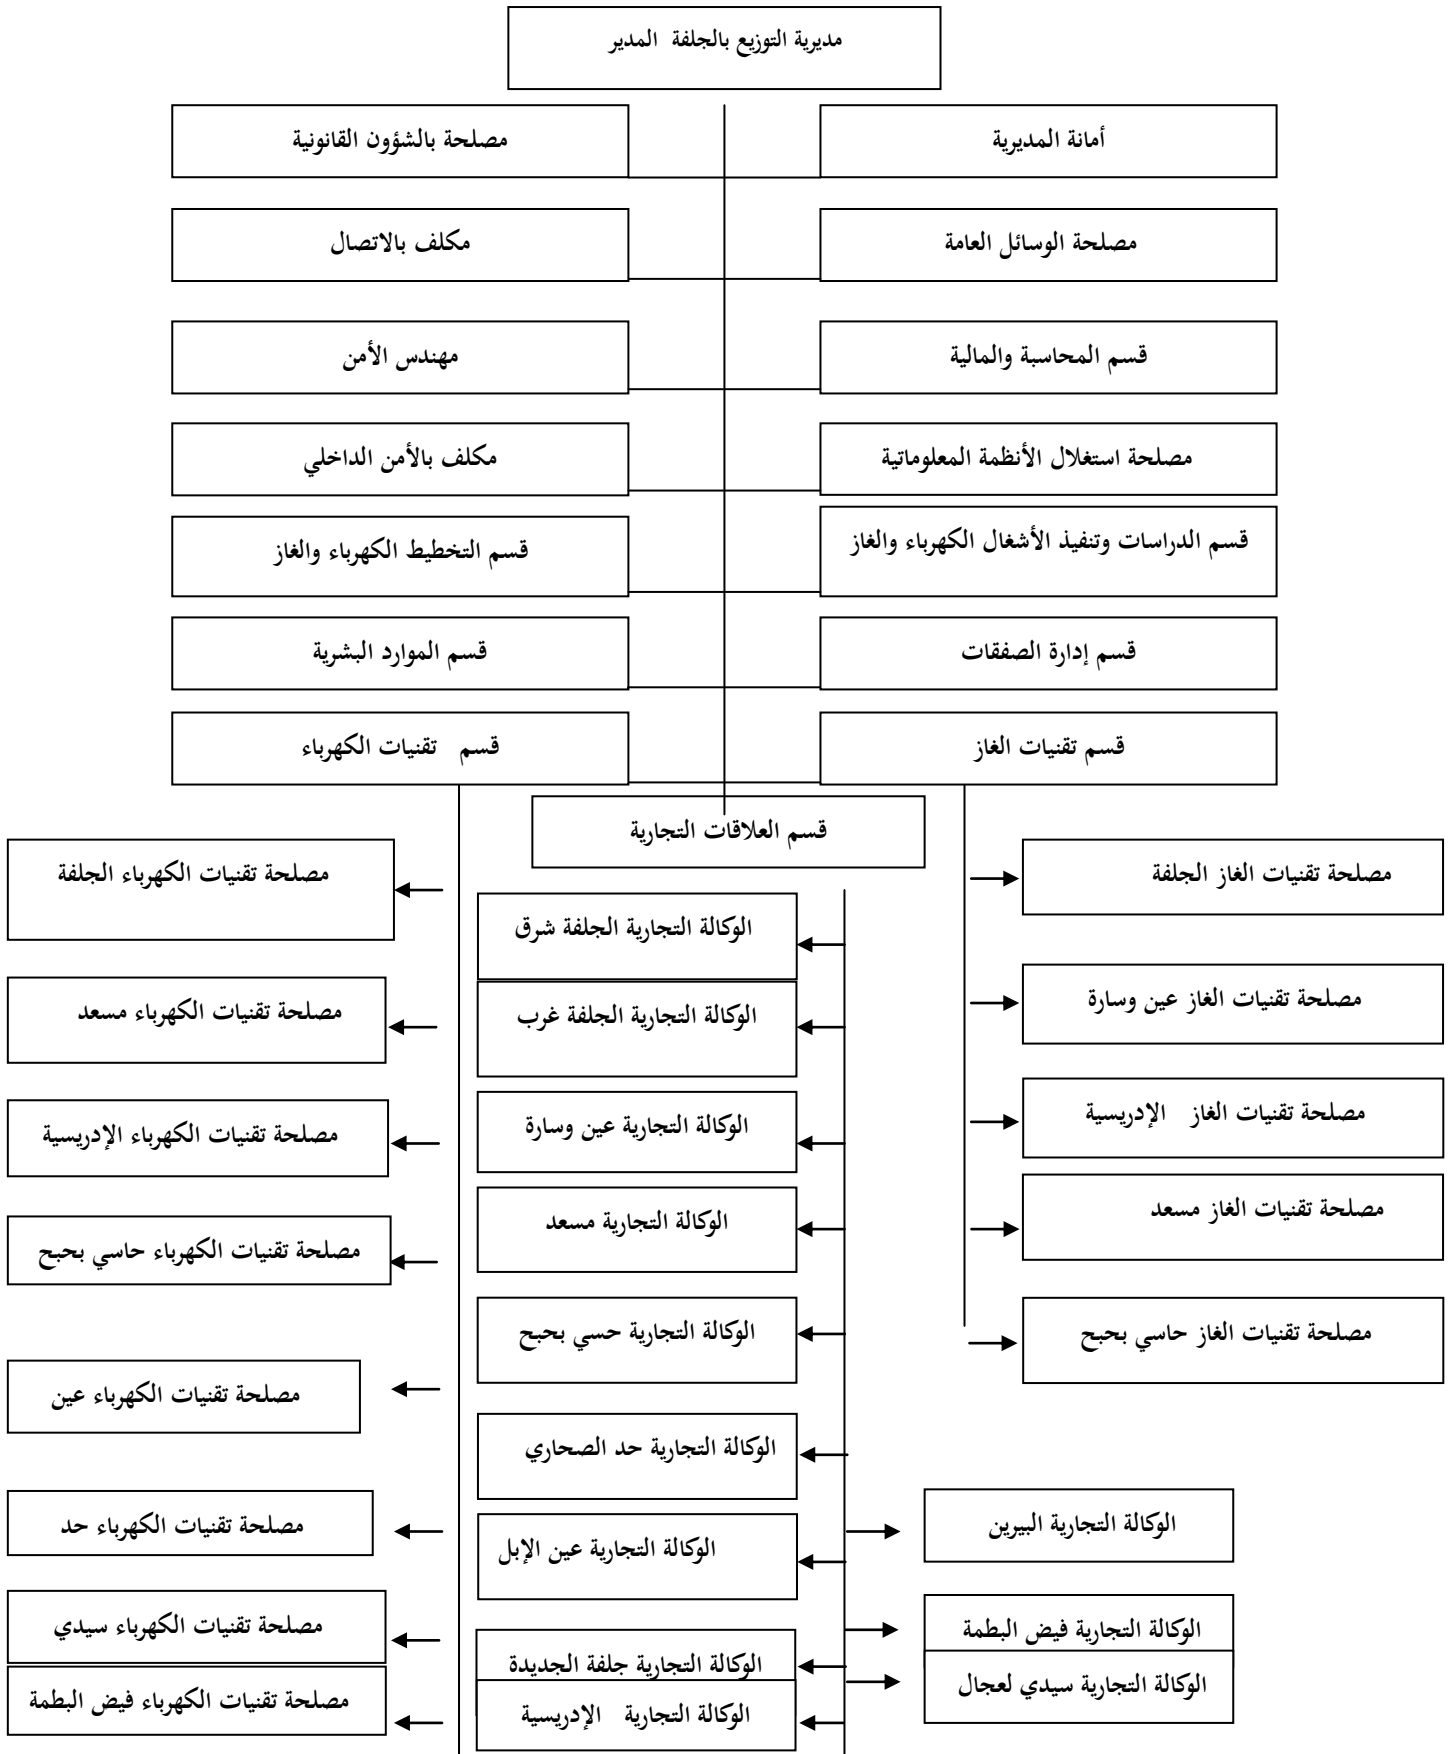 مديرية التوزيع بالجلفة المدير
أمانة المديرية
مصلحة بالشؤون القانونية
مصلحة الوسائل العامة
مكلف بالاتصال
قسم المحاسبة والمالية
مهندس الأمن
مصلحة استغلال الأنظمة المعلوماتية
مكلف بالأمن الداخلي
قسم الدراسات وتنفيذ الأشغال الكهرباء والغاز
قسم التخطيط الكهرباء والغاز
قسم إدارة الصفقات
قسم الموارد البشرية
قسم تقنيات الغاز
قسم تقنيات الكهرباء
قسم العلاقات التجارية
مصلحة تقنيات الغاز الجلفة
مصلحة تقنيات الغاز عين وسارة
مصلحة تقنيات الغاز الإدريسية
مصلحة تقنيات الغاز مسعد
مصلحة تقنيات الغاز حاسي بحبح
الوكالة التجارية البيرين
الوكالة التجارية فيض البطمة
الوكالة التجارية سيدي لعجال
الوكالة التجارية الجلفة شرق
الوكالة التجارية الجلفة غرب
الوكالة التجارية عين وسارة
الوكالة التجارية مسعد
الوكالة التجارية حسي بحبح
الوكالة التجارية حد الصحاري
الوكالة التجارية عين الإبل
الوكالة التجارية جلفة الجديدة
الوكالة التجارية الإدريسية
مصلحة تقنيات الكهرباء الجلفة
مصلحة تقنيات الكهرباء مسعد
مصلحة تقنيات الكهرباء الإدريسية
مصلحة تقنيات الكهرباء حاسي بحبح
مصلحة تقنيات الكهرباء عين
مصلحة تقنيات الكهرباء حد
مصلحة تقنيات الكهرباء سيدي
مصلحة تقنيات الكهرباء فيض البطمة